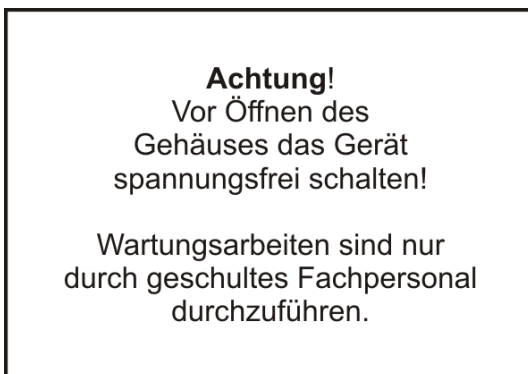 Achtung!
Vor Öffnen des
Gehäuses das Gerät
spannungsfrei schalten!
Wartungsarbeiten sind nur
durch geschultes Fachpersonal
durchzuführen.